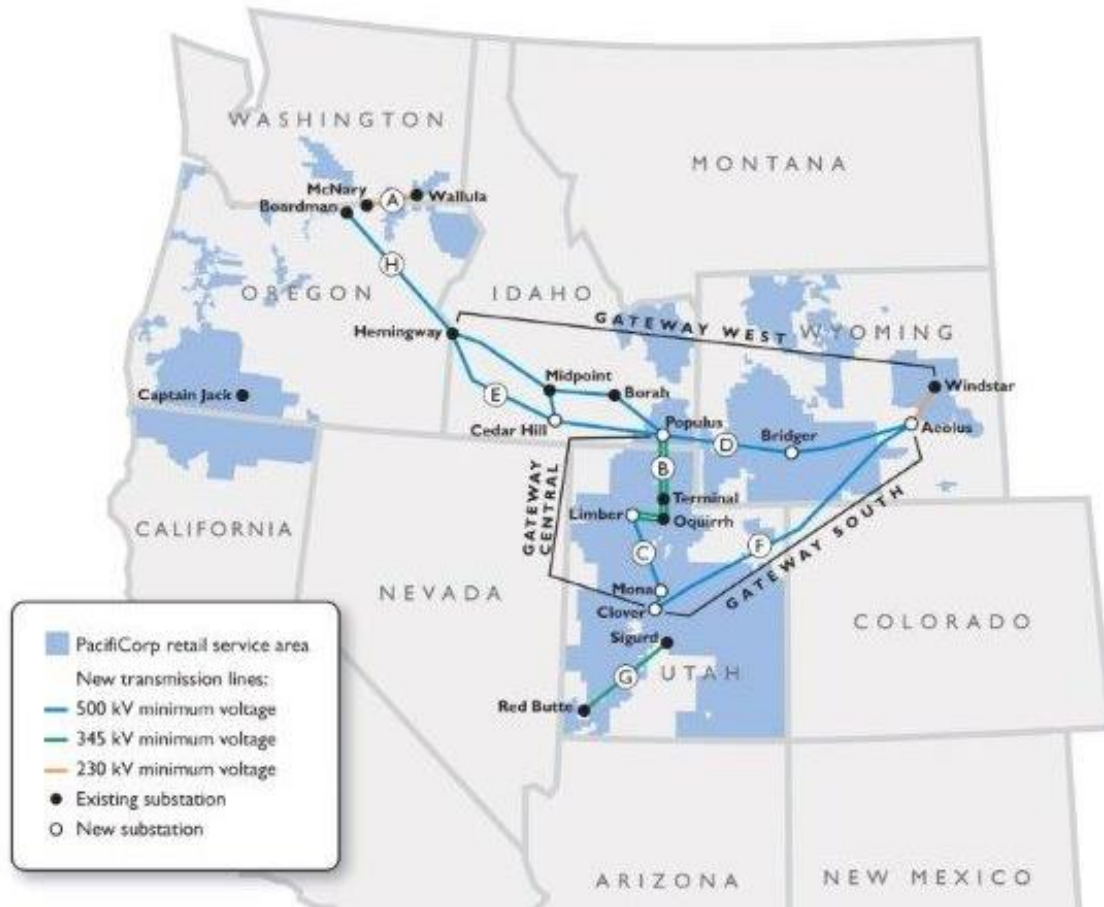 WASHINGTON
MONTANA
McNary
A
Wallula
Boardman
H
OREGON
IDAHO
GATEWAY WEST
WYOMING
Hemingway
Captain Jack
Midpoint
Borah
Windstar
E
Cedar Hill
Populus
D
Bridger
Aeolus
B
Terminal
Limber
Oquirrh
GATEWAY
CENTRAL
CALIFORNIA
C
F
GATEWAY SOUTH
NEVADA
Mona
Clover
COLORADO
Sigurd
G
UTAH
Red Butte
PacifiCorp retail service area
New transmission lines:
500 kV minimum voltage
345 kV minimum voltage
230 kV minimum voltage
Existing substation
New substation
ARIZONA
NEW MEXICO